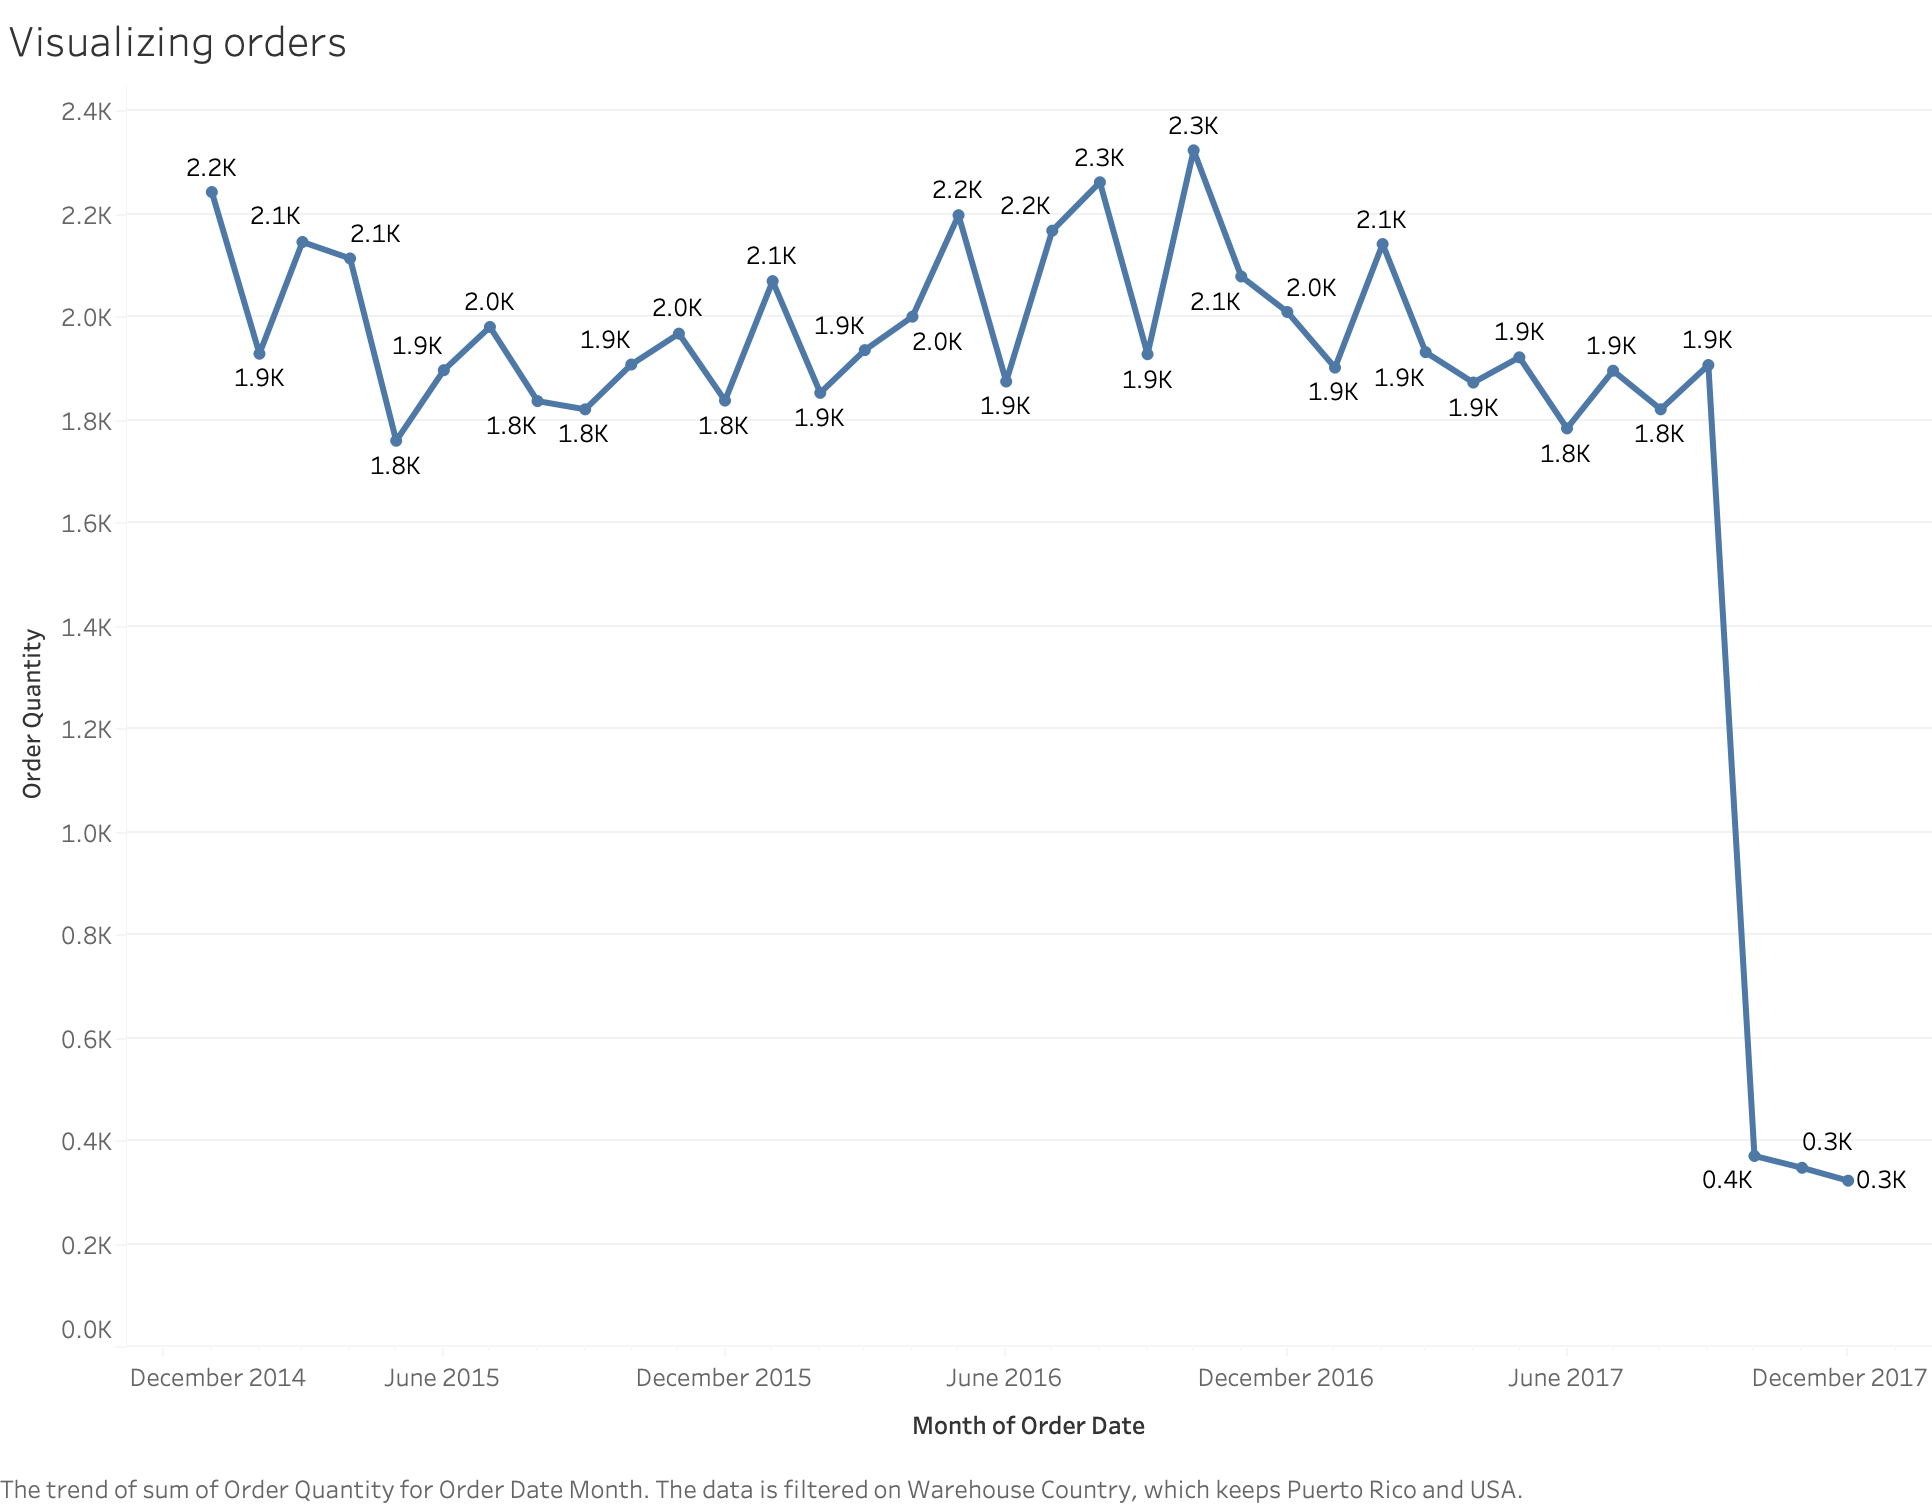 Visualizing orders
2.4K
2.2K
2.0K
1.8K
1.6K
1.4K
1.2K
1.0K
0.8K
0.6K
0.4K
0.2K
0.0K
Order Quantity
2.2K
1.9K
2.1K
2.1K
1.8K
1.9K
2.0K
1.8K
1.8K
1.9K
2.0K
1.8K
2.1K
1.9K
1.9K
2.0K
2.2K
1.9K
2.2K
2.3K
1.9K
2.3K
2.1K
2.0K
1.9K
2.1K
1.9K
1.9K
1.9K
1.8K
1.9K
1.8K
1.9K
0.4K
0.3K
0.3K
December 2014
June 2015
December 2015
June 2016
December 2016
June 2017
December 2017
Month of Order Date
The trend of sum of Order Quantity for Order Date Month. The data is filtered on Warehouse Country, which keeps Puerto Rico and USA.